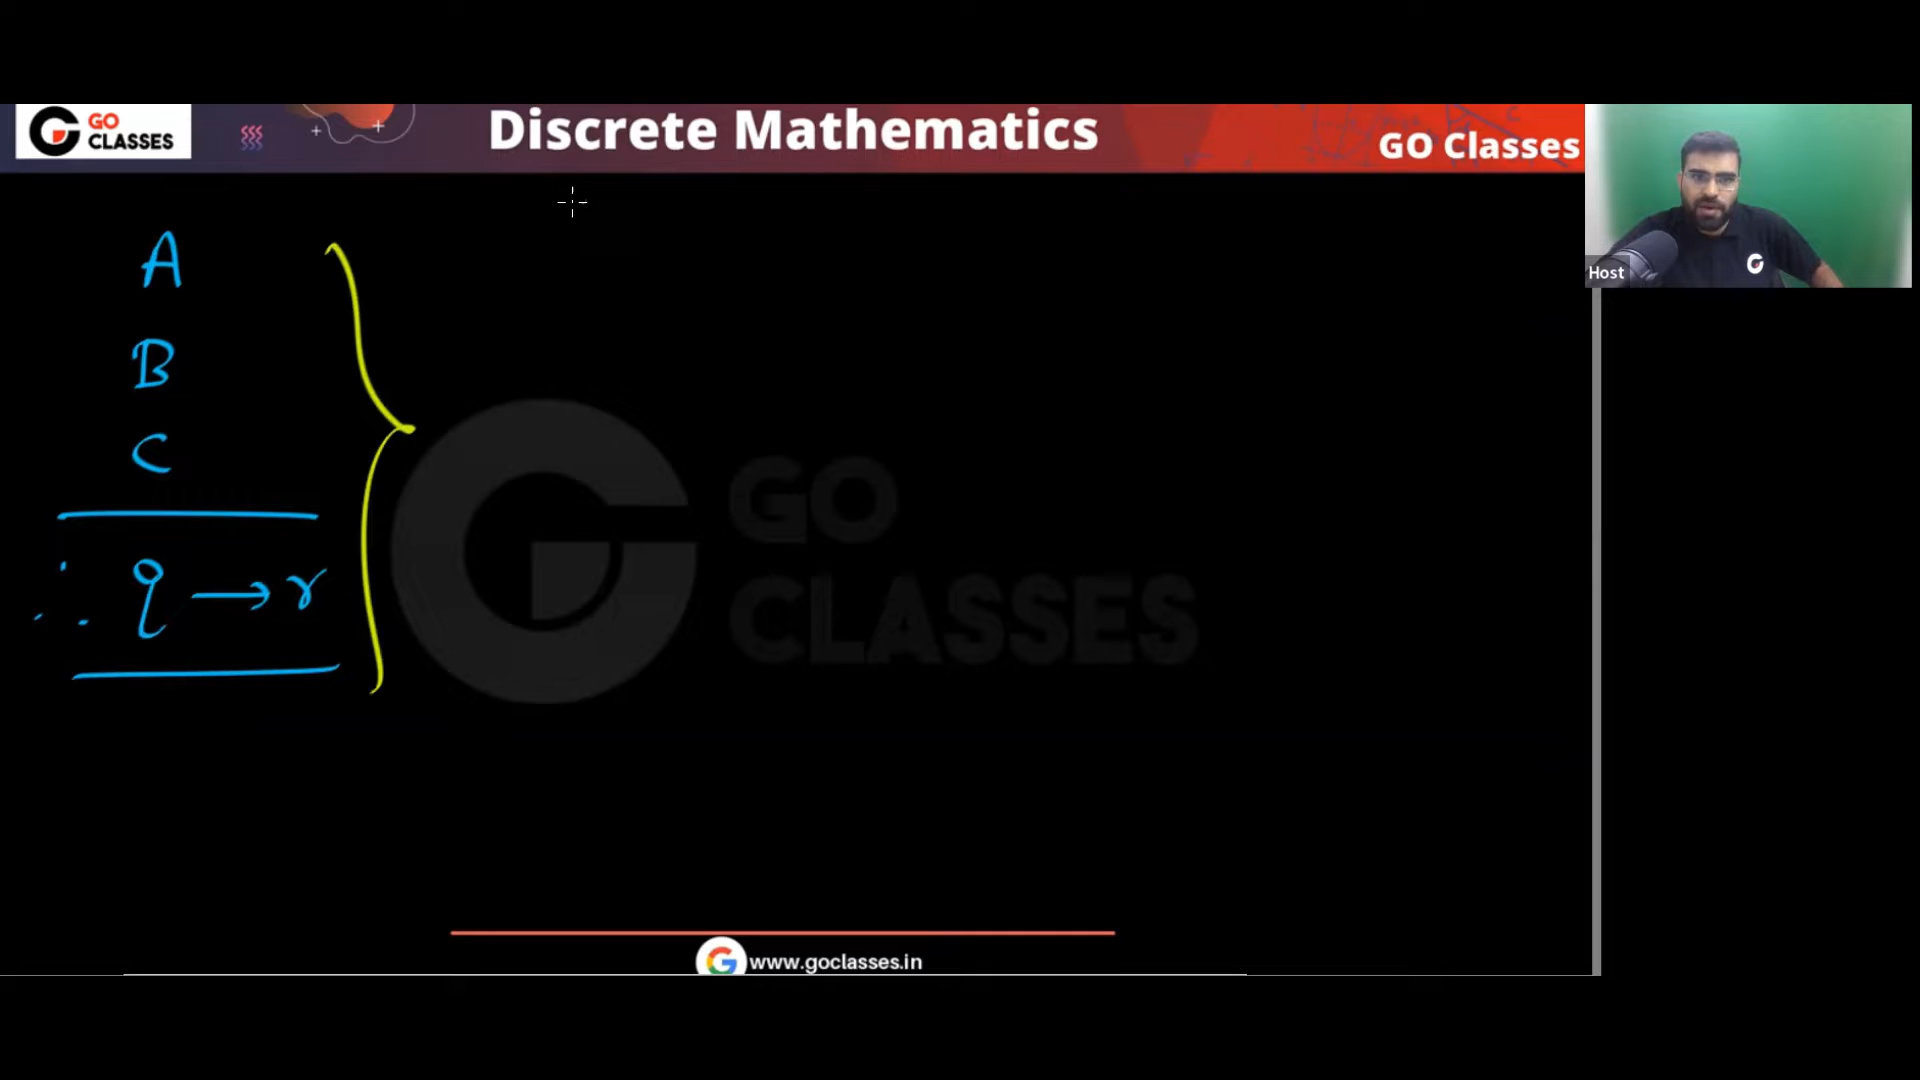 GO
CLASSES
Discrete Mathematics
GO Classes
Host
A
B
C
∴ q → r
GO
CLASSES
www.goclasses.in